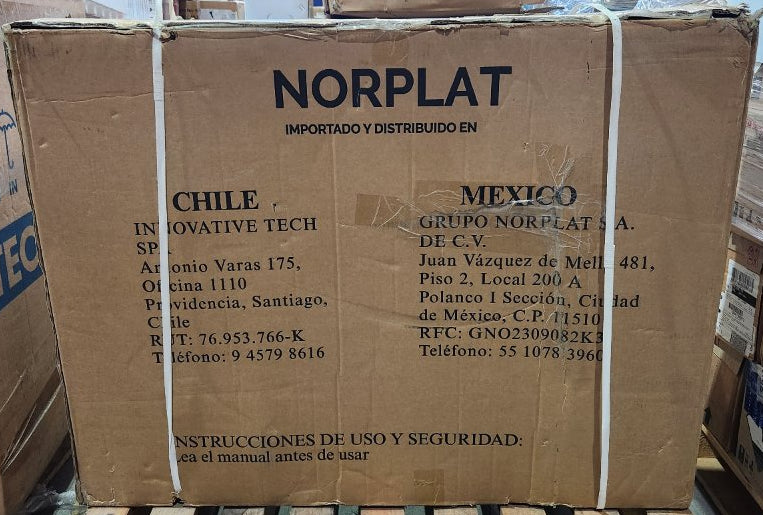 NORPLAT
IMPORTADO Y DISTRIBUIDO EN
CHILE
INNOVATIVE TECH
SPA
Antonio Varas 175,
Oficina 1110
Providencia, Santiago,
Chile
RUT: 76.953.766-K
Teléfono: 9 4579 8616
MEXICO
GRUPO NORPLAT S.A.
DE C.V.
Juan Vázquez de Mella 481,
Piso 2, Local 200 A
Polanco I Sección, Ciudad
de México, C.P. 11510
RFC: GNO2309082K3
Teléfono: 55 1078 3960
INSTRUCCIONES DE USO Y SEGURIDAD:
Lea el manual antes de usar
IN
TEC